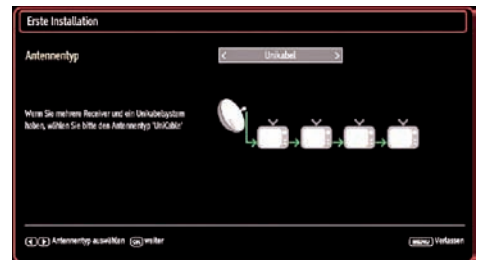 Erste Installation
Antennentyp
< Unikabel >
Wenn Sie mehrere Receiver und ein Unikabelsystem
haben, wählen Sie bitte den Antennentyp 'UniCable'
Antennentyp auswählen OK weiter
MENU Verlassen